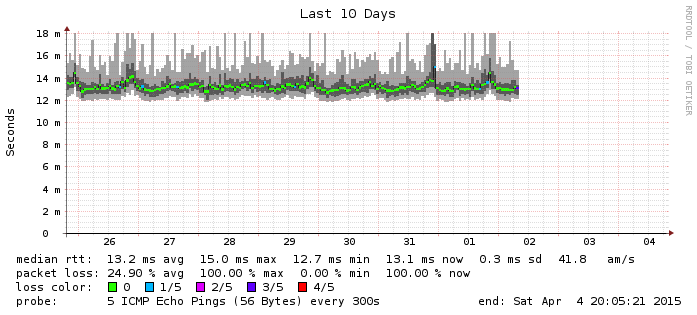 Last 10 Days
RRDTOOL / TOBI OETIKER
Seconds
18 m
16 m
14 m
12 m
10 m
8 m
6 m
4 m
2 m
0
26 27 28 29 30 31 01 02 03 04
median rtt: 13.2 ms avg 15.0 ms max 12.7 ms min 13.1 ms now 0.3 ms sd 41.8 am/s
packet loss: 24.90 % avg 100.00 % max 0.00 % min 100.00 % now
loss color: 0 1/5 2/5 3/5 4/5
probe: 5 ICMP Echo Pings (56 Bytes) every 300s end: Sat Apr 4 20:05:21 2015